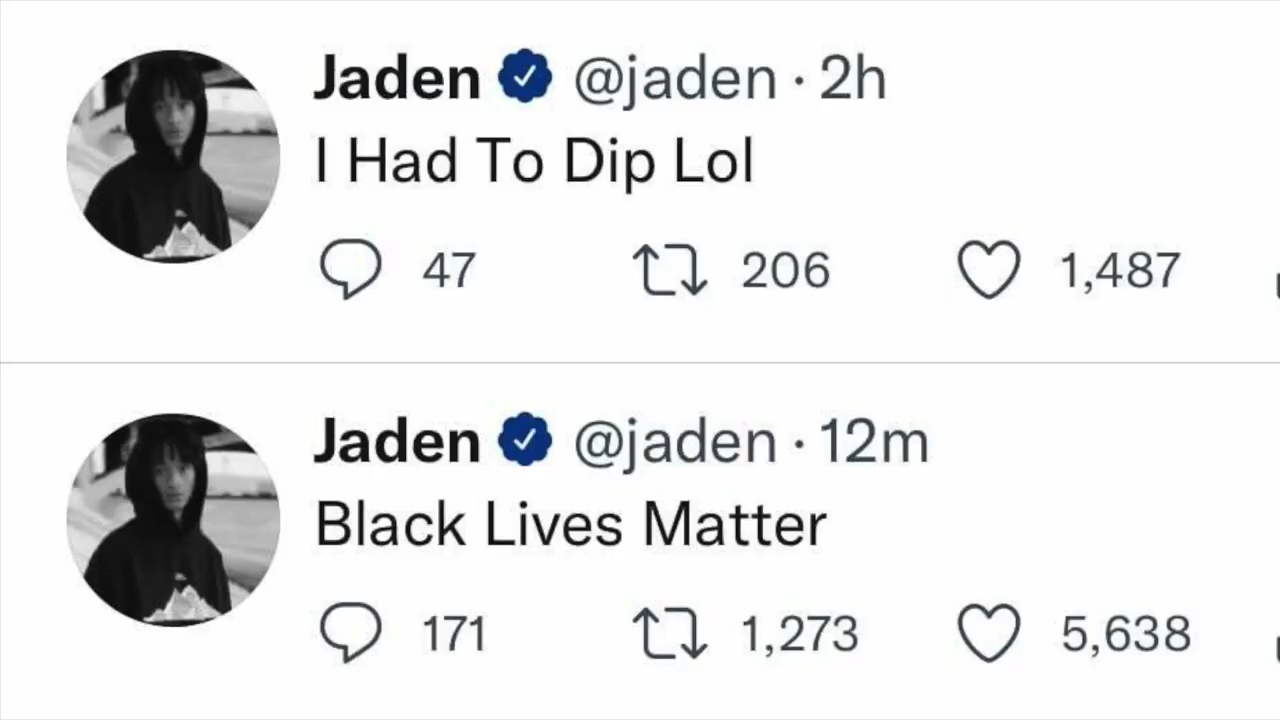 Jaden @jaden · 2h
I Had To Dip Lol
47 206 1,487
Jaden @jaden · 12m
Black Lives Matter
171 1,273 5,638